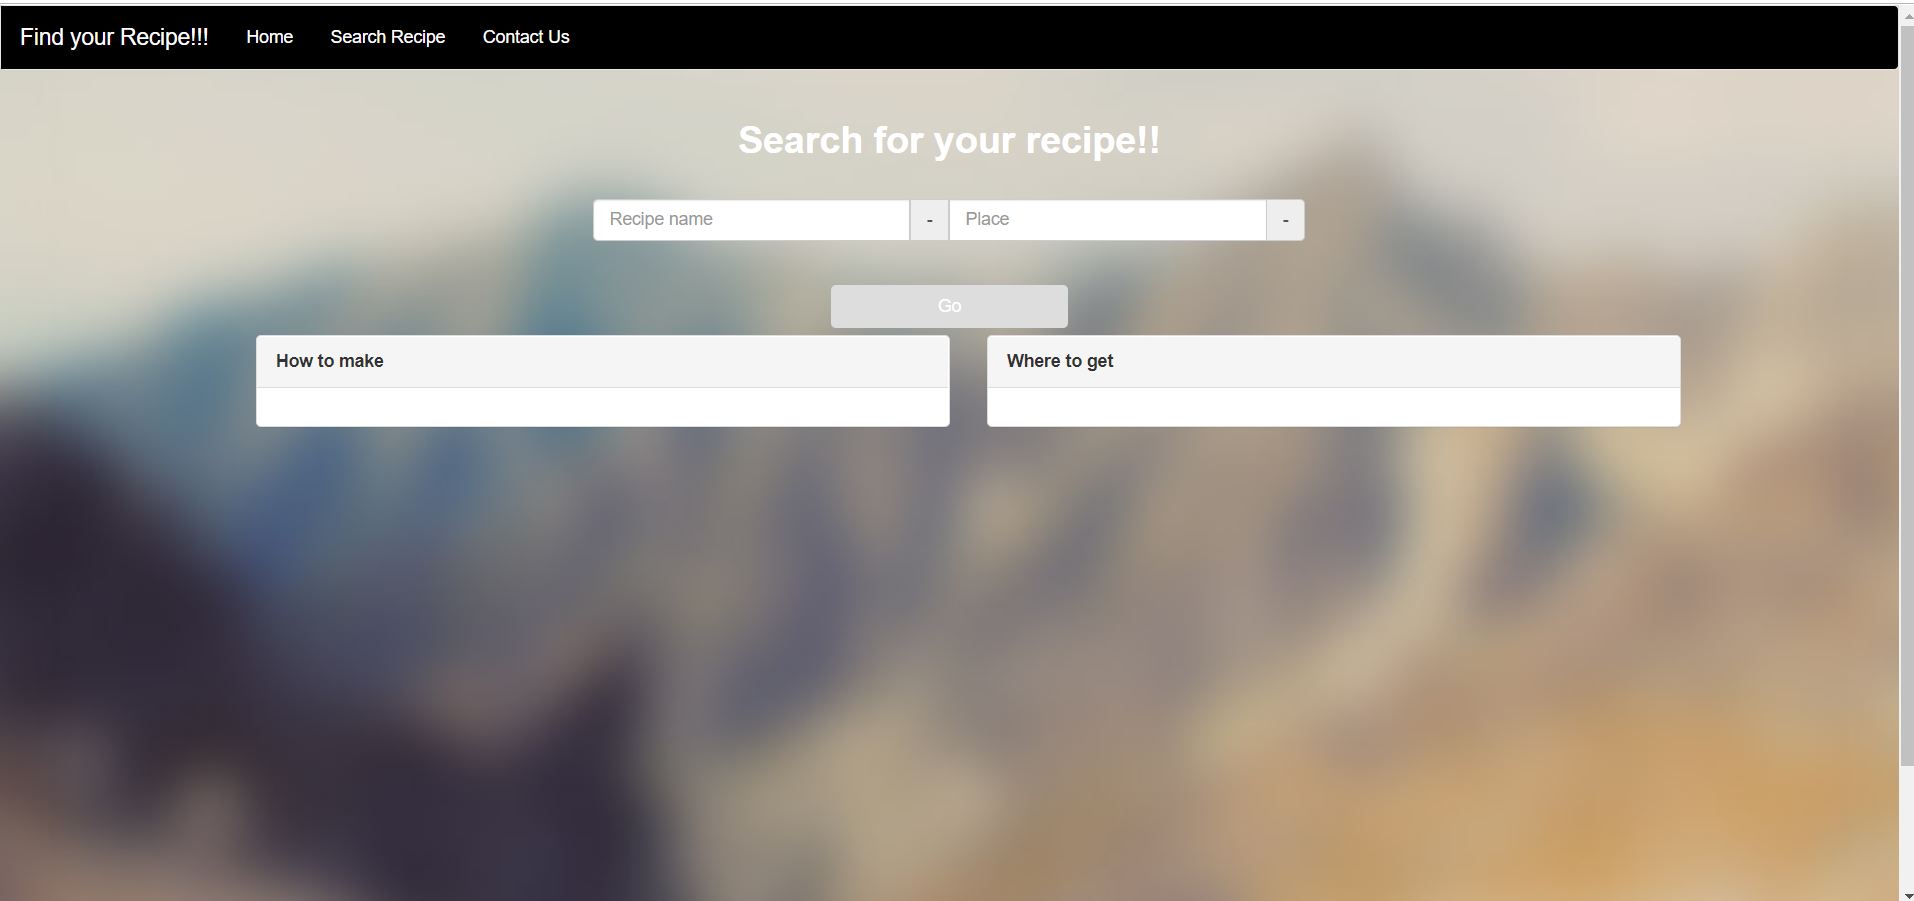 Find your Recipe!!! Home Search Recipe Contact Us
Search for your recipe!!
Recipe name - Place -
Go
How to make Where to get